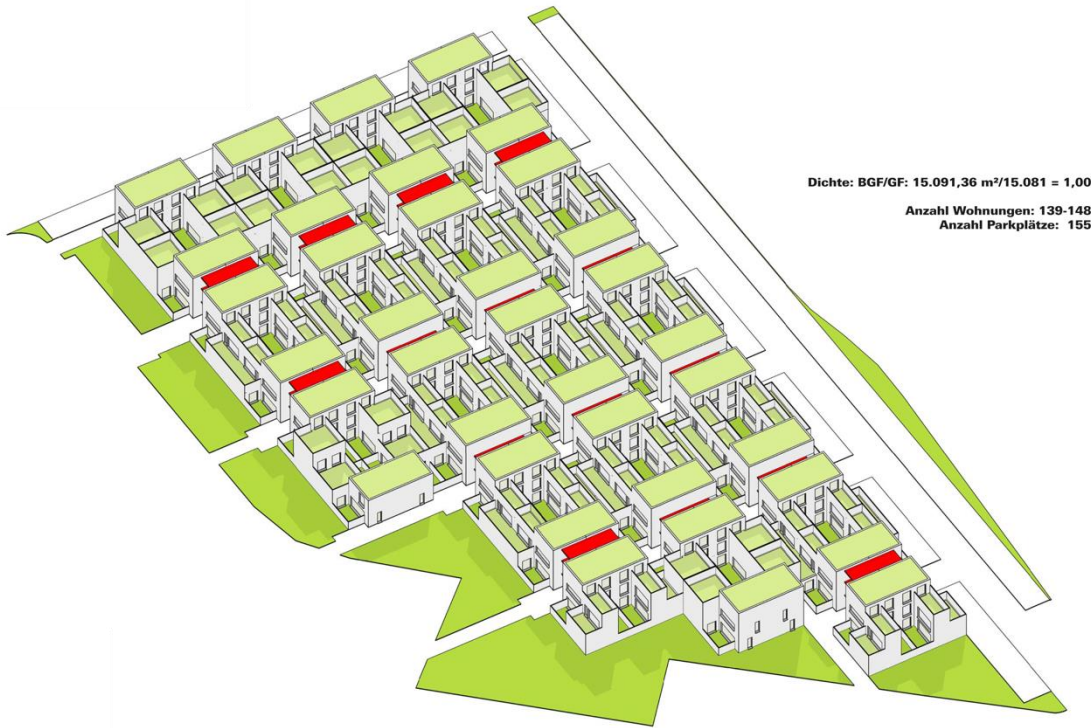 Dichte: BGF/GF: 15.091,36 m²/15.081 = 1,00
Anzahl Wohnungen: 139-148
Anzahl Parkplätze: 155